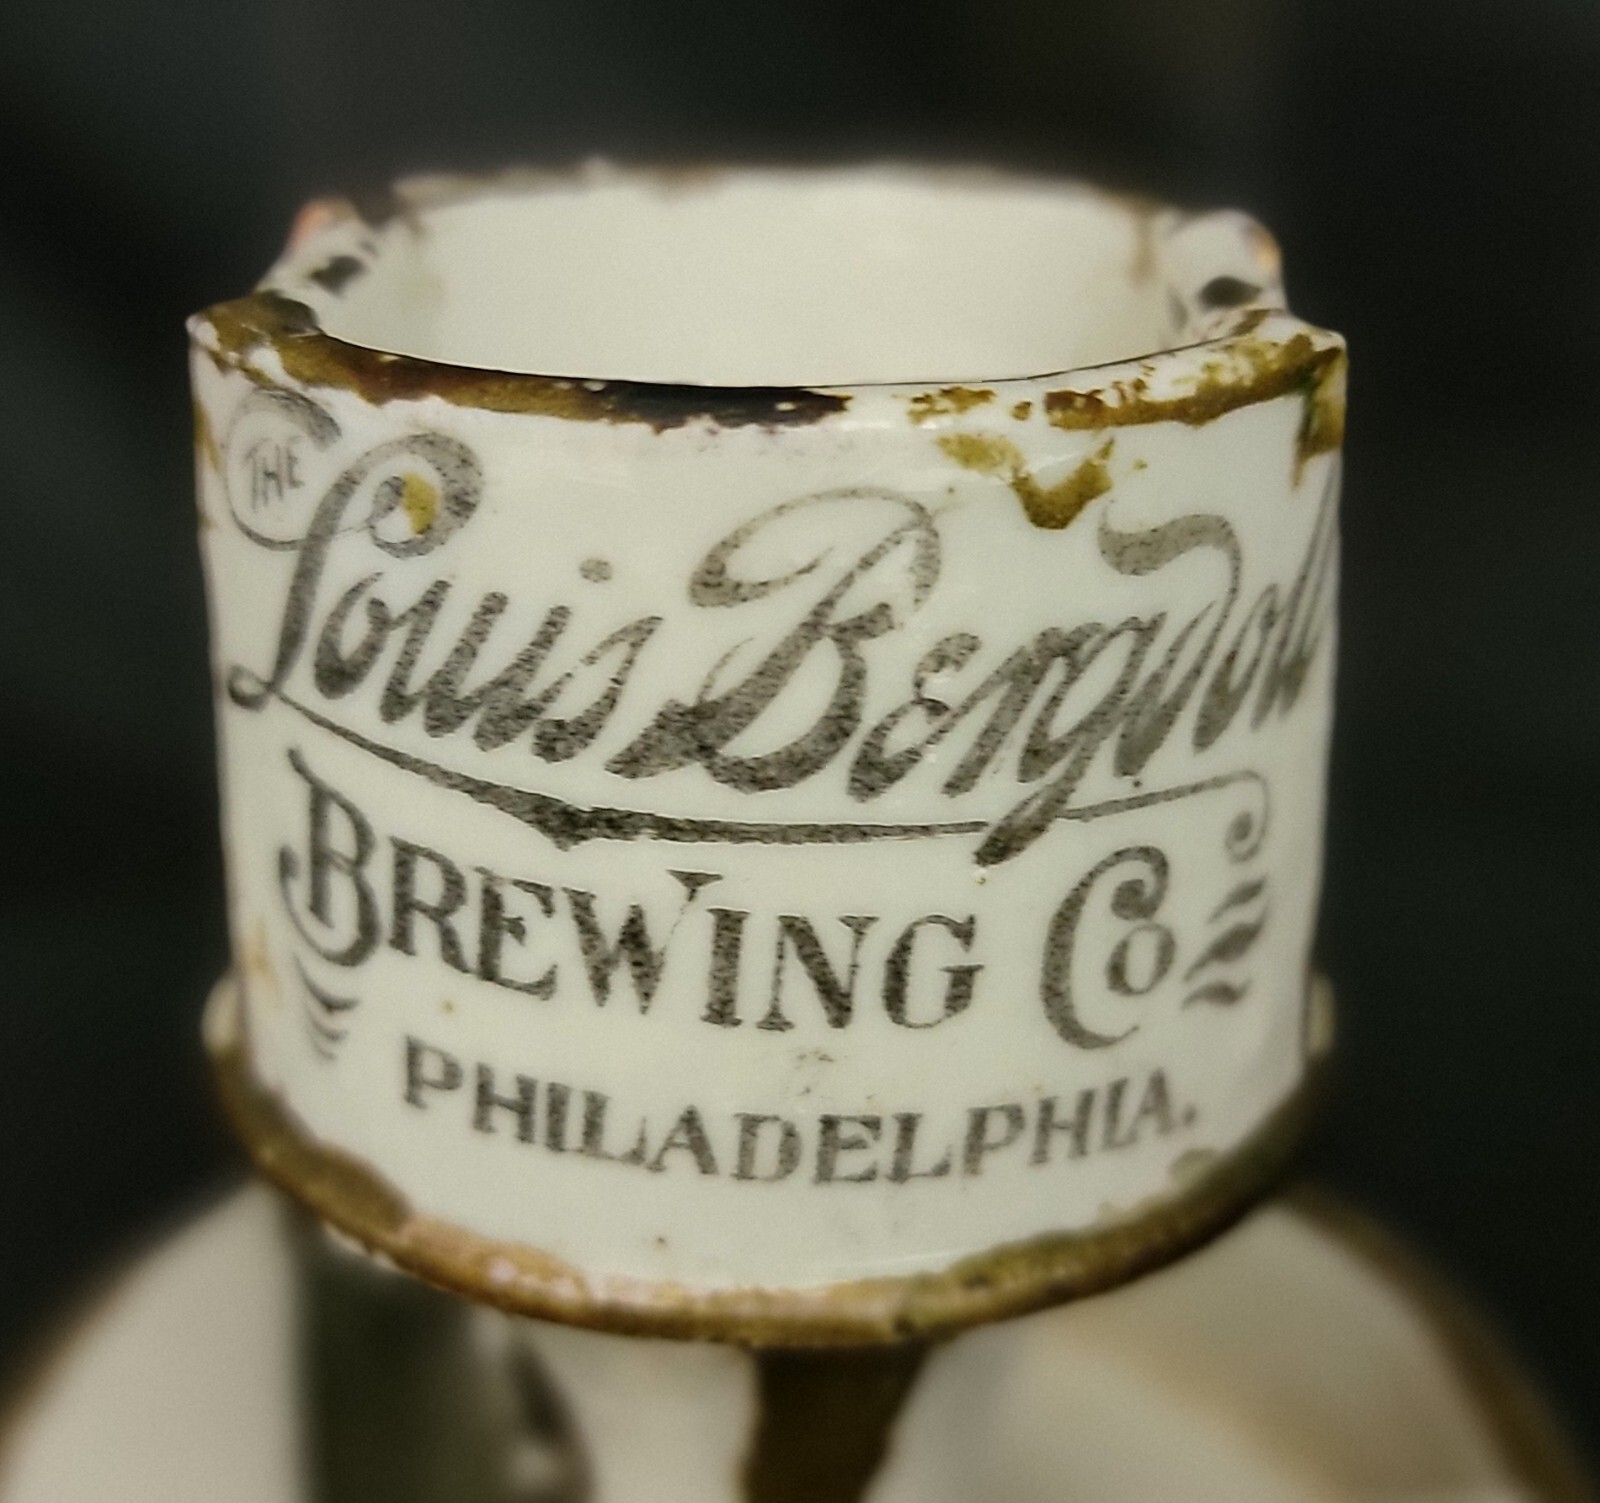 THE
Louis Bergdoll
BREWING Co
PHILADELPHIA.